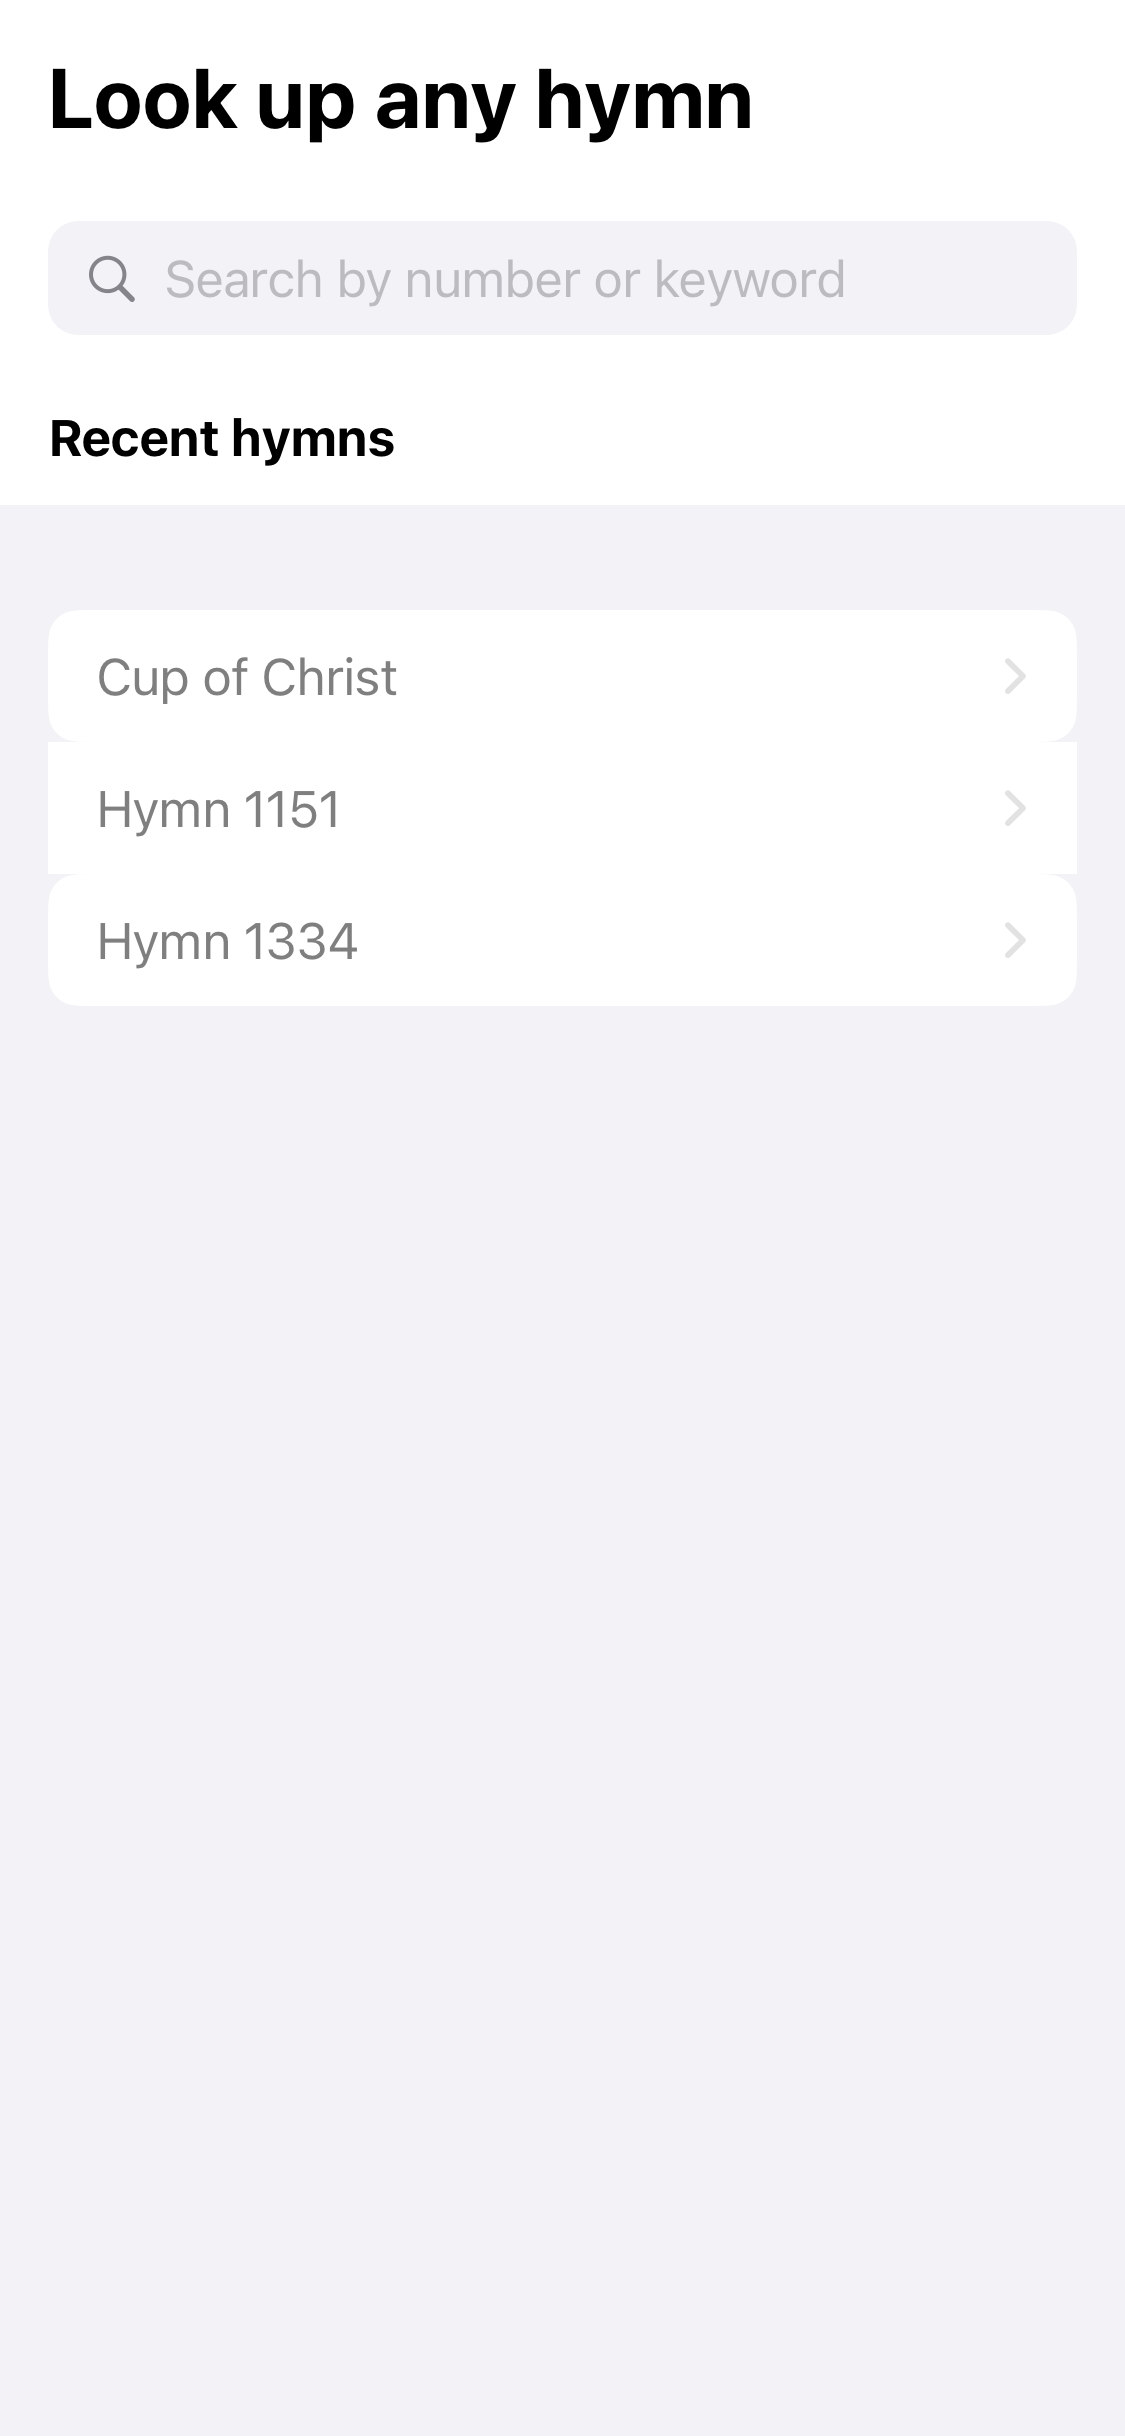 Look up any hymn
Search by number or keyword
Recent hymns
Cup of Christ
Hymn 1151
Hymn 1334